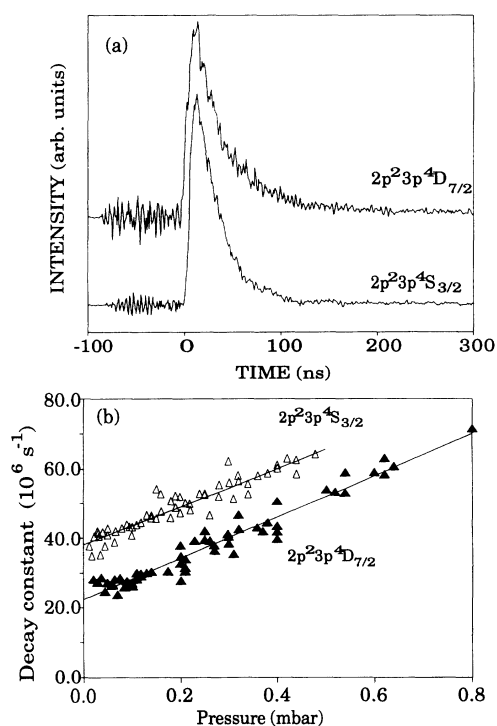 (a)
INTENSITY (arb. units)
2p²3p⁴D₇/₂
2p²3p⁴S₃/₂
-100 0 100 200 300
TIME (ns)
(b)
Decay constant (10⁶ s⁻¹)
80.0
60.0
40.0
20.0
0.0
2p²3p⁴S₃/₂
2p²3p⁴D₇/₂
0.0 0.2 0.4 0.6 0.8
Pressure (mbar)